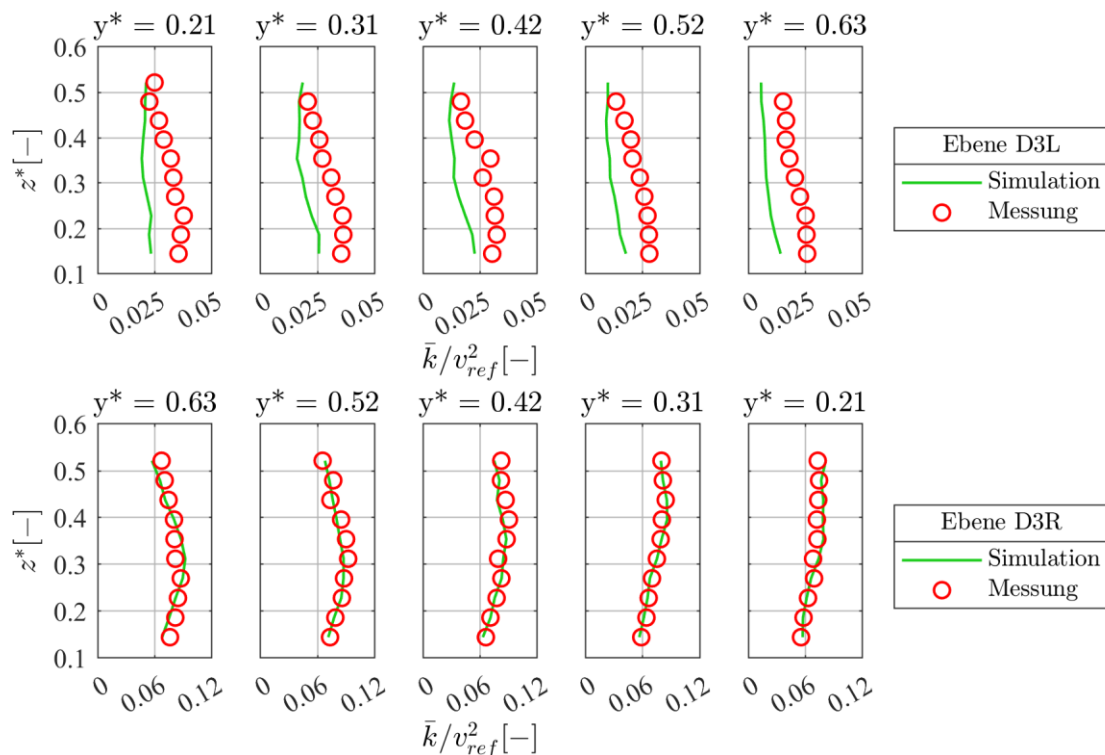 y* = 0.21 y* = 0.31 y* = 0.42 y* = 0.52 y* = 0.63
0.6
0.5
0.4
0.3
0.2
0.1
z*[−]
0 0.025 0.05 0 0.025 0.05 0 0.025 0.05 0 0.025 0.05 0 0.025 0.05
k̄/v²ref[−]
Ebene D3L
Simulation
Messung
y* = 0.63 y* = 0.52 y* = 0.42 y* = 0.31 y* = 0.21
0.6
0.5
0.4
0.3
0.2
0.1
z*[−]
0 0.06 0.12 0 0.06 0.12 0 0.06 0.12 0 0.06 0.12 0 0.06 0.12
k̄/v²ref[−]
Ebene D3R
Simulation
Messung